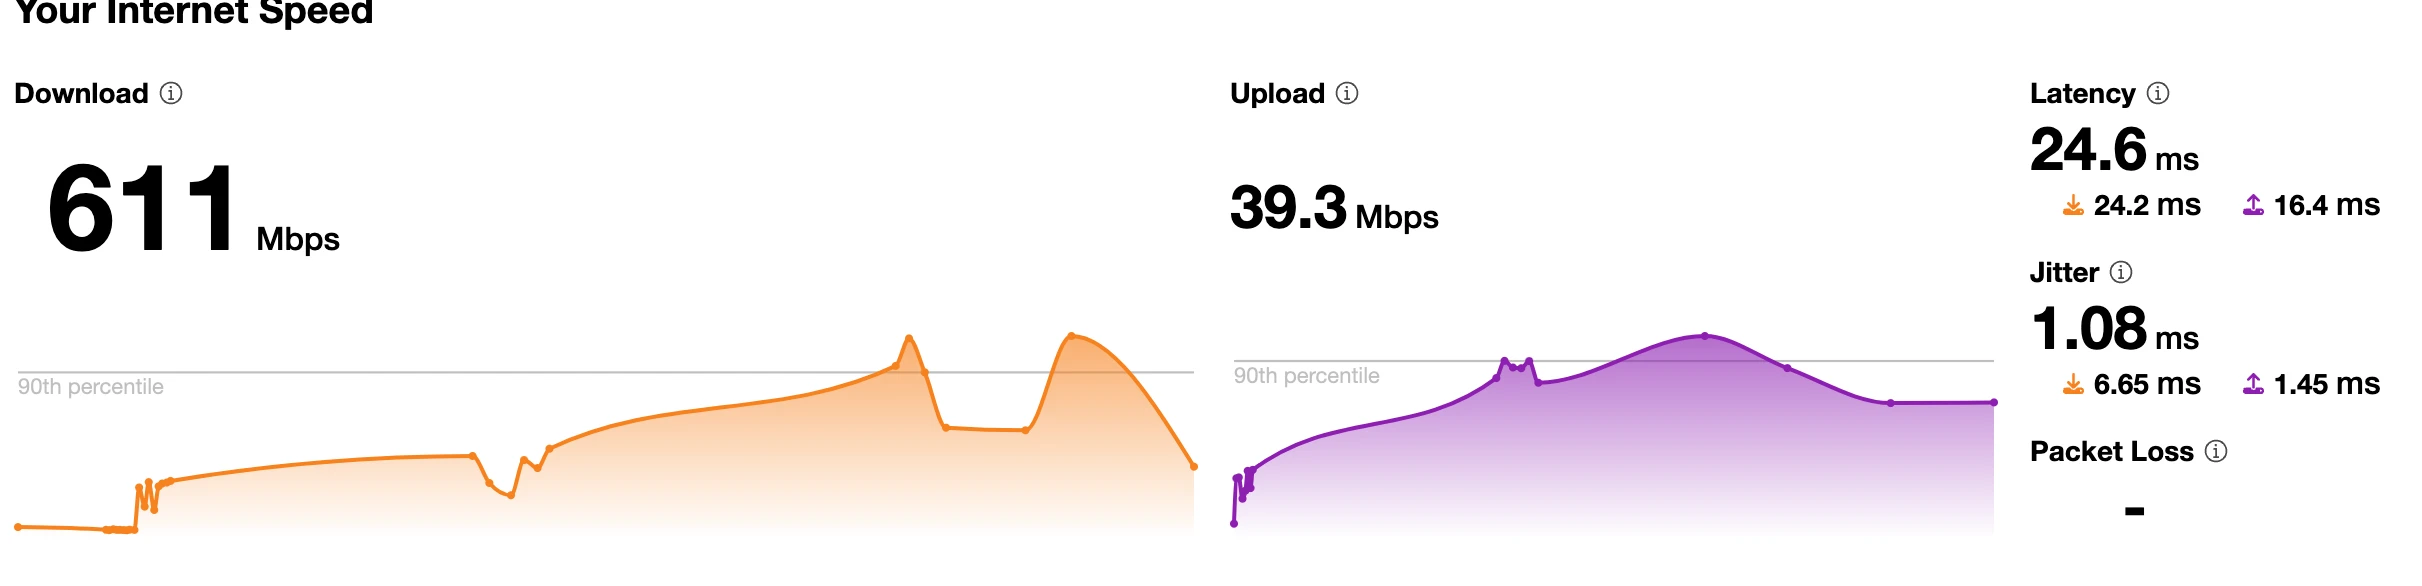 Your Internet Speed
Download
611 Mbps
90th percentile
Upload
39.3 Mbps
90th percentile
Latency
24.6 ms
24.2 ms 16.4 ms
Jitter
1.08 ms
6.65 ms 1.45 ms
Packet Loss
-